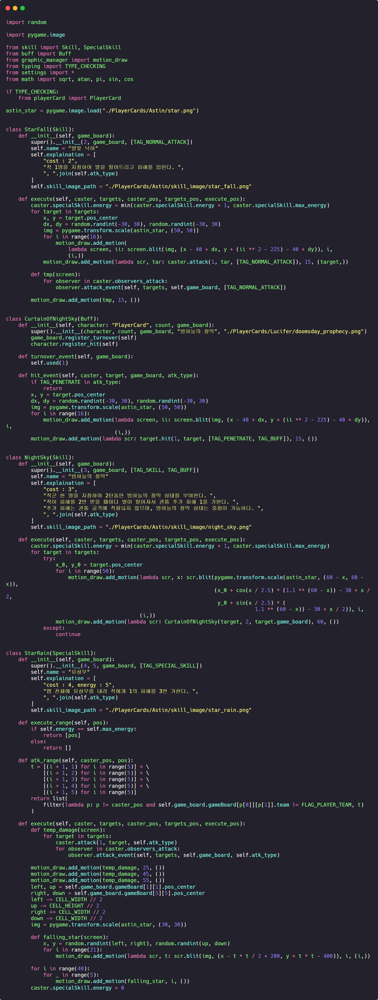 import random
import pygame.image
from skill import Skill, SpecialSkill
from buff import Buff
from graphic_manager import motion_draw
from typing import TYPE_CHECKING
from settings import *
from math import sqrt, atan, pi, sin, cos
if TYPE_CHECKING:
    from playerCard import PlayerCard
astin_star = pygame.image.load("./PlayerCards/Astin/star.png")
class StarFall(Skill):
    def __init__(self, game_board):
        super().__init__(2, game_board, [TAG_NORMAL_ATTACK])
        self.name = "별빛 낙하"
        self.explaination = [
            "cost : 2",
            "적 1명을 지정하여 별을 떨어트리고 피해를 입힌다. ",
            ", ".join(self.atk_type)
        ]
        self.skill_image_path = "./PlayerCards/Astin/skill_image/star_fall.png"
    def execute(self, caster, targets, caster_pos, targets_pos, execute_pos):
        caster.specialSkill.energy = min(caster.specialSkill.energy + 1, caster.specialSkill.max_energy)
        for target in targets:
            x, y = target.pos_center
            dx, dy = random.randint(-30, 30), random.randint(-30, 30)
            img = pygame.transform.scale(astin_star, (50, 50))
            for i in range(16):
                motion_draw.add_motion(
                    lambda screen, ii: screen.blit(img, (x - 40 + dx, y + (ii ** 2 - 225) - 40 + dy)), i,
                    (i,))
            motion_draw.add_motion(lambda scr, tar: caster.attack(1, tar, [TAG_NORMAL_ATTACK]), 15, (target,))
        def tmp(screen):
            for observer in caster.observers_attack:
                observer.attack_event(self, targets, self.game_board, [TAG_NORMAL_ATTACK])
        motion_draw.add_motion(tmp, 15, ())
class CurtainOfNightSky(Buff):
    def __init__(self, character: "PlayerCard", count, game_board):
        super().__init__(character, count, game_board, "밤하늘의 장막", "./PlayerCards/Lucifer/doomsday_prophecy.png")
        game_board.register_turnover(self)
        character.register_hit(self)
    def turnover_event(self, game_board):
        self.used(1)
    def hit_event(self, caster, target, game_board, atk_type):
        if TAG_PENETRATE in atk_type:
            return
        x, y = target.pos_center
        dx, dy = random.randint(-30, 30), random.randint(-30, 30)
        img = pygame.transform.scale(astin_star, (50, 50))
        for i in range(16):
            motion_draw.add_motion(lambda screen, ii: screen.blit(img, (x - 40 + dx, y + (ii ** 2 - 225) - 40 + dy)),
i,
                                   (i,))
        motion_draw.add_motion(lambda scr: target.hit(1, target, [TAG_PENETRATE, TAG_BUFF]), 15, ())
class NightSky(Skill):
    def __init__(self, game_board):
        super().__init__(3, game_board, [TAG_SKILL, TAG_BUFF])
        self.name = "밤하늘의 장막"
        self.explaination = [
            "cost : 3",
            "적군 한 명을 지정하여 2턴동안 밤하늘의 장막 상태를 부여한다. ",
            "적이 피해를 2번 받을 때마다 별이 떨어져서 관통 추가 피해 1을 가한다. ",
            "추가 피해는 관통 공격에 적용되지 않으며, 밤하늘의 장막 상태는 중첩이 가능하다. ",
            ", ".join(self.atk_type)
        ]
        self.skill_image_path = "./PlayerCards/Astin/skill_image/night_sky.png"
    def execute(self, caster, targets, caster_pos, targets_pos, execute_pos):
        caster.specialSkill.energy = min(caster.specialSkill.energy + 1, caster.specialSkill.max_energy)
        for target in targets:
            try:
                x_0, y_0 = target.pos_center
                for i in range(50):
                    motion_draw.add_motion(lambda scr, x: scr.blit(pygame.transform.scale(astin_star, (60 - x, 60 -
x)),
                                                                   (x_0 + cos(x / 2.5) * (1.1 ** (60 - x)) - 30 + x /
2,
                                                                    y_0 + sin(x / 2.5) * (
                                                                                1.1 ** (60 - x)) - 30 + x / 2)), i,
                                           (i,))
                motion_draw.add_motion(lambda scr: CurtainOfNightSky(target, 2, target.game_board), 60, ())
            except:
                continue
class StarRain(SpecialSkill):
    def __init__(self, game_board):
        super().__init__(4, 5, game_board, [TAG_SPECIAL_SKILL])
        self.name = "유성우"
        self.explaination = [
            "cost : 4, energy : 5",
            "맵 전체에 유성우를 내려 적에게 1의 피해를 3번 가한다. ",
            ", ".join(self.atk_type)
        ]
        self.skill_image_path = "./PlayerCards/Astin/skill_image/star_rain.png"
    def execute_range(self, pos):
        if self.energy == self.max_energy:
            return [pos]
        else:
            return []
    def atk_range(self, caster_pos, pos):
        t = [(i + 1, 1) for i in range(5)] + \
            [(i + 1, 2) for i in range(5)] + \
            [(i + 1, 3) for i in range(5)] + \
            [(i + 1, 4) for i in range(5)] + \
            [(i + 1, 5) for i in range(5)]
        return list(
            filter(lambda p: p != caster_pos and self.game_board.gameBoard[p[0]][p[1]].team != FLAG_PLAYER_TEAM, t)
        )
    def execute(self, caster, targets, caster_pos, targets_pos, execute_pos):
        def temp_damage(screen):
            for target in targets:
                caster.attack(1, target, self.atk_type)
                for observer in caster.observers_attack:
                    observer.attack_event(self, targets, self.game_board, self.atk_type)
        motion_draw.add_motion(temp_damage, 25, ())
        motion_draw.add_motion(temp_damage, 45, ())
        motion_draw.add_motion(temp_damage, 55, ())
        left, up = self.game_board.gameBoard[1][1].pos_center
        right, down = self.game_board.gameBoard[5][5].pos_center
        left -= CELL_WIDTH // 2
        up -= CELL_HEIGHT // 2
        right += CELL_WIDTH // 2
        down -= CELL_WIDTH // 2
        img = pygame.transform.scale(astin_star, (30, 30))
        def falling_star(screen):
            x, y = random.randint(left, right), random.randint(up, down)
            for i in range(21):
                motion_draw.add_motion(lambda scr, t: scr.blit(img, (x - t * t / 2 + 200, y + t * t - 400)), i, (i,))
        for i in range(40):
            for _ in range(5):
                motion_draw.add_motion(falling_star, i, ())
        caster.specialSkill.energy = 0